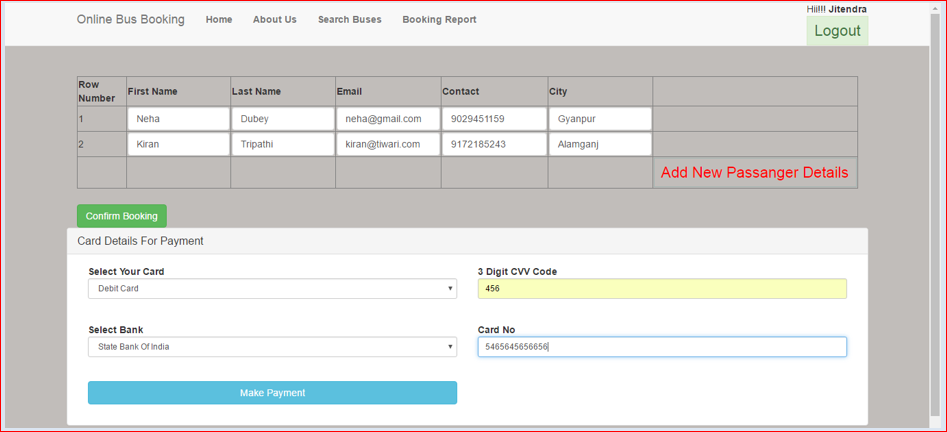 Online Bus Booking Home About Us Search Buses Booking Report Hii!!! Jitendra
Logout
Row Number First Name Last Name Email Contact City
1 Neha Dubey neha@gmail.com 9029451159 Gyanpur
2 Kiran Tripathi kiran@tiwari.com 9172185243 Alamganj
Add New Passanger Details
Confirm Booking
Card Details For Payment
Select Your Card 3 Digit CVV Code
Debit Card 456
Select Bank Card No
State Bank Of India 5465645656656
Make Payment